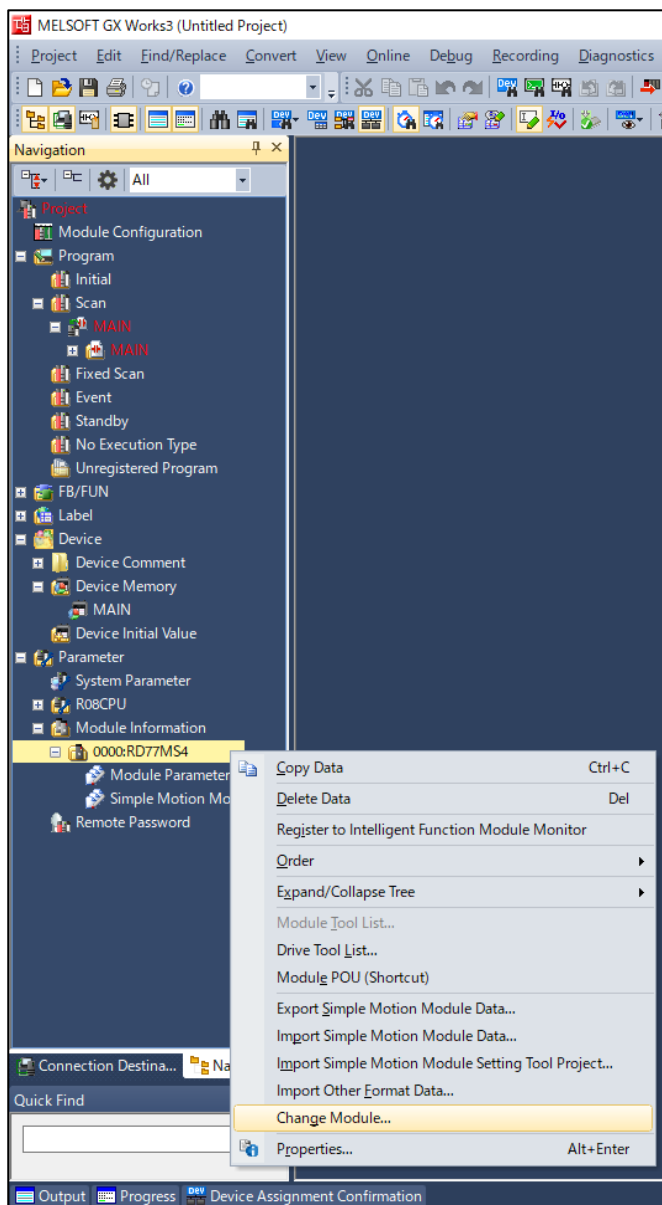 MELSOFT GX Works3 (Untitled Project)
Project Edit Find/Replace Convert View Online Debug Recording Diagnostics
Navigation
All
Project
Module Configuration
Program
Initial
Scan
MAIN
MAIN
Fixed Scan
Event
Standby
No Execution Type
Unregistered Program
FB/FUN
Label
Device
Device Comment
Device Memory
MAIN
Device Initial Value
Parameter
System Parameter
R08CPU
Module Information
0000:RD77MS4
Module Parameter
Simple Motion Mo
Remote Password
Copy Data Ctrl+C
Delete Data Del
Register to Intelligent Function Module Monitor
Order
Expand/Collapse Tree
Module Tool List...
Drive Tool List...
Module POU (Shortcut)
Export Simple Motion Module Data...
Import Simple Motion Module Data...
Import Simple Motion Module Setting Tool Project...
Import Other Format Data...
Change Module...
Properties... Alt+Enter
Connection Destina... Na
Quick Find
Output Progress Device Assignment Confirmation